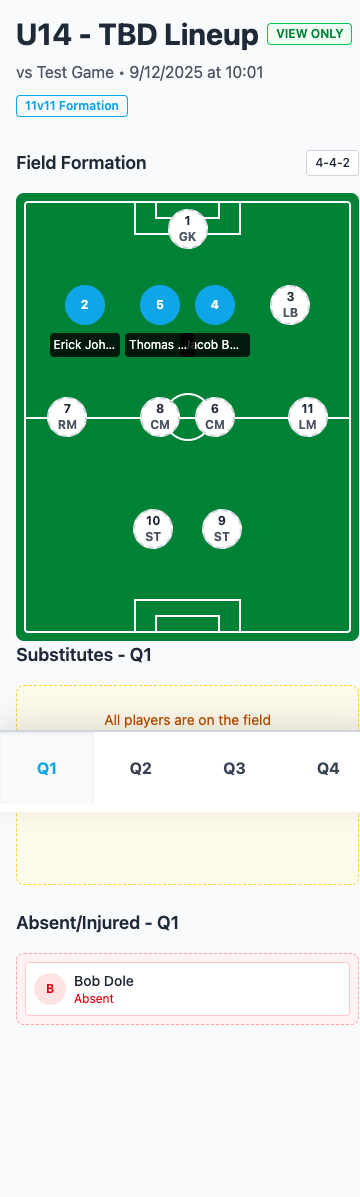 U14 - TBD Lineup VIEW ONLY
vs Test Game • 9/12/2025 at 10:01
11v11 Formation
Field Formation 4-4-2
1
GK
2 5 4 3
LB
Erick Joh... Thomas ... acob B...
7 8 6 11
RM CM CM LM
10 9
ST ST
Substitutes - Q1
All players are on the field
Q1 Q2 Q3 Q4
Absent/Injured - Q1
B Bob Dole
Absent